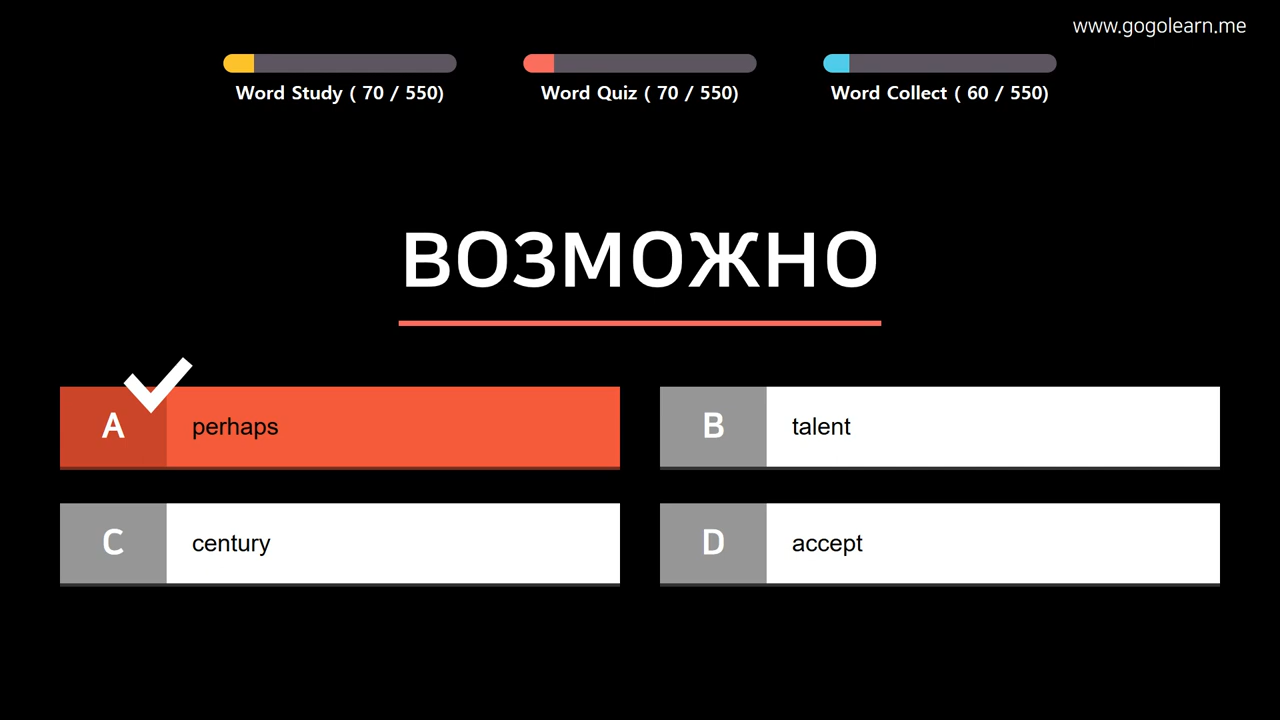 www.gogolearn.me
Word Study ( 70 / 550)
Word Quiz ( 70 / 550)
Word Collect ( 60 / 550)
возможно
A perhaps
B talent
C century
D accept